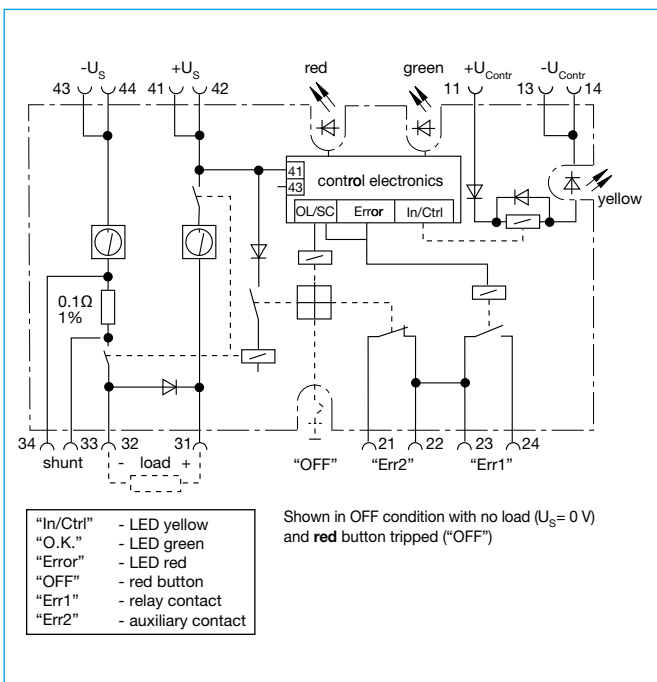 -US +US red green +UContr -UContr
43 44 41 42 11 13 14
41
43
control electronics
yellow
OL/SC Error In/Ctrl
0.1Ω
1%
34 33 32 31 21 22 23 24
shunt - load + "OFF" "Err2" "Err1"
"In/Ctrl" - LED yellow
"O.K." - LED green
"Error" - LED red
"OFF" - red button
"Err1" - relay contact
"Err2" - auxiliary contact
Shown in OFF condition with no load (US= 0 V)
and red button tripped ("OFF")